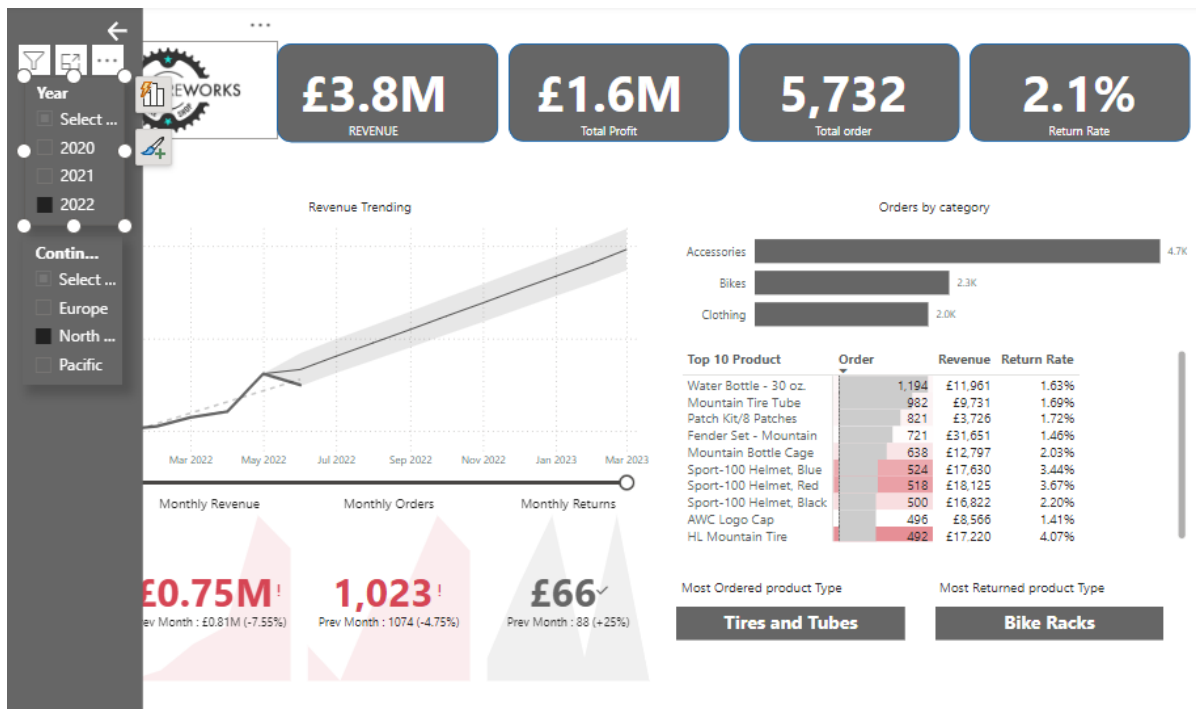 Year
Select ...
2020
2021
2022
Contin...
Select ...
Europe
North ...
Pacific
EWORKS
£3.8M
REVENUE
£1.6M
Total Profit
5,732
Total order
2.1%
Return Rate
Revenue Trending
Mar 2022 May 2022 Jul 2022 Sep 2022 Nov 2022 Jan 2023 Mar 2023
Orders by category
Accessories 4.7K
Bikes 2.3K
Clothing 2.0K
Top 10 Product Order Revenue Return Rate
Water Bottle - 30 oz. 1,194 £11,961 1.63%
Mountain Tire Tube 982 £9,731 1.69%
Patch Kit/8 Patches 821 £3,726 1.72%
Fender Set - Mountain 721 £31,651 1.46%
Mountain Bottle Cage 638 £12,797 2.03%
Sport-100 Helmet, Blue 524 £17,630 3.44%
Sport-100 Helmet, Red 518 £18,125 3.67%
Sport-100 Helmet, Black 500 £16,822 2.20%
AWC Logo Cap 496 £8,566 1.41%
HL Mountain Tire 492 £17,220 4.07%
Monthly Revenue
£0.75M!
ev Month : £0.81M (-7.55%)
Monthly Orders
1,023!
Prev Month : 1074 (-4.75%)
Monthly Returns
£66
Prev Month : 88 (+25%)
Most Ordered product Type
Tires and Tubes
Most Returned product Type
Bike Racks